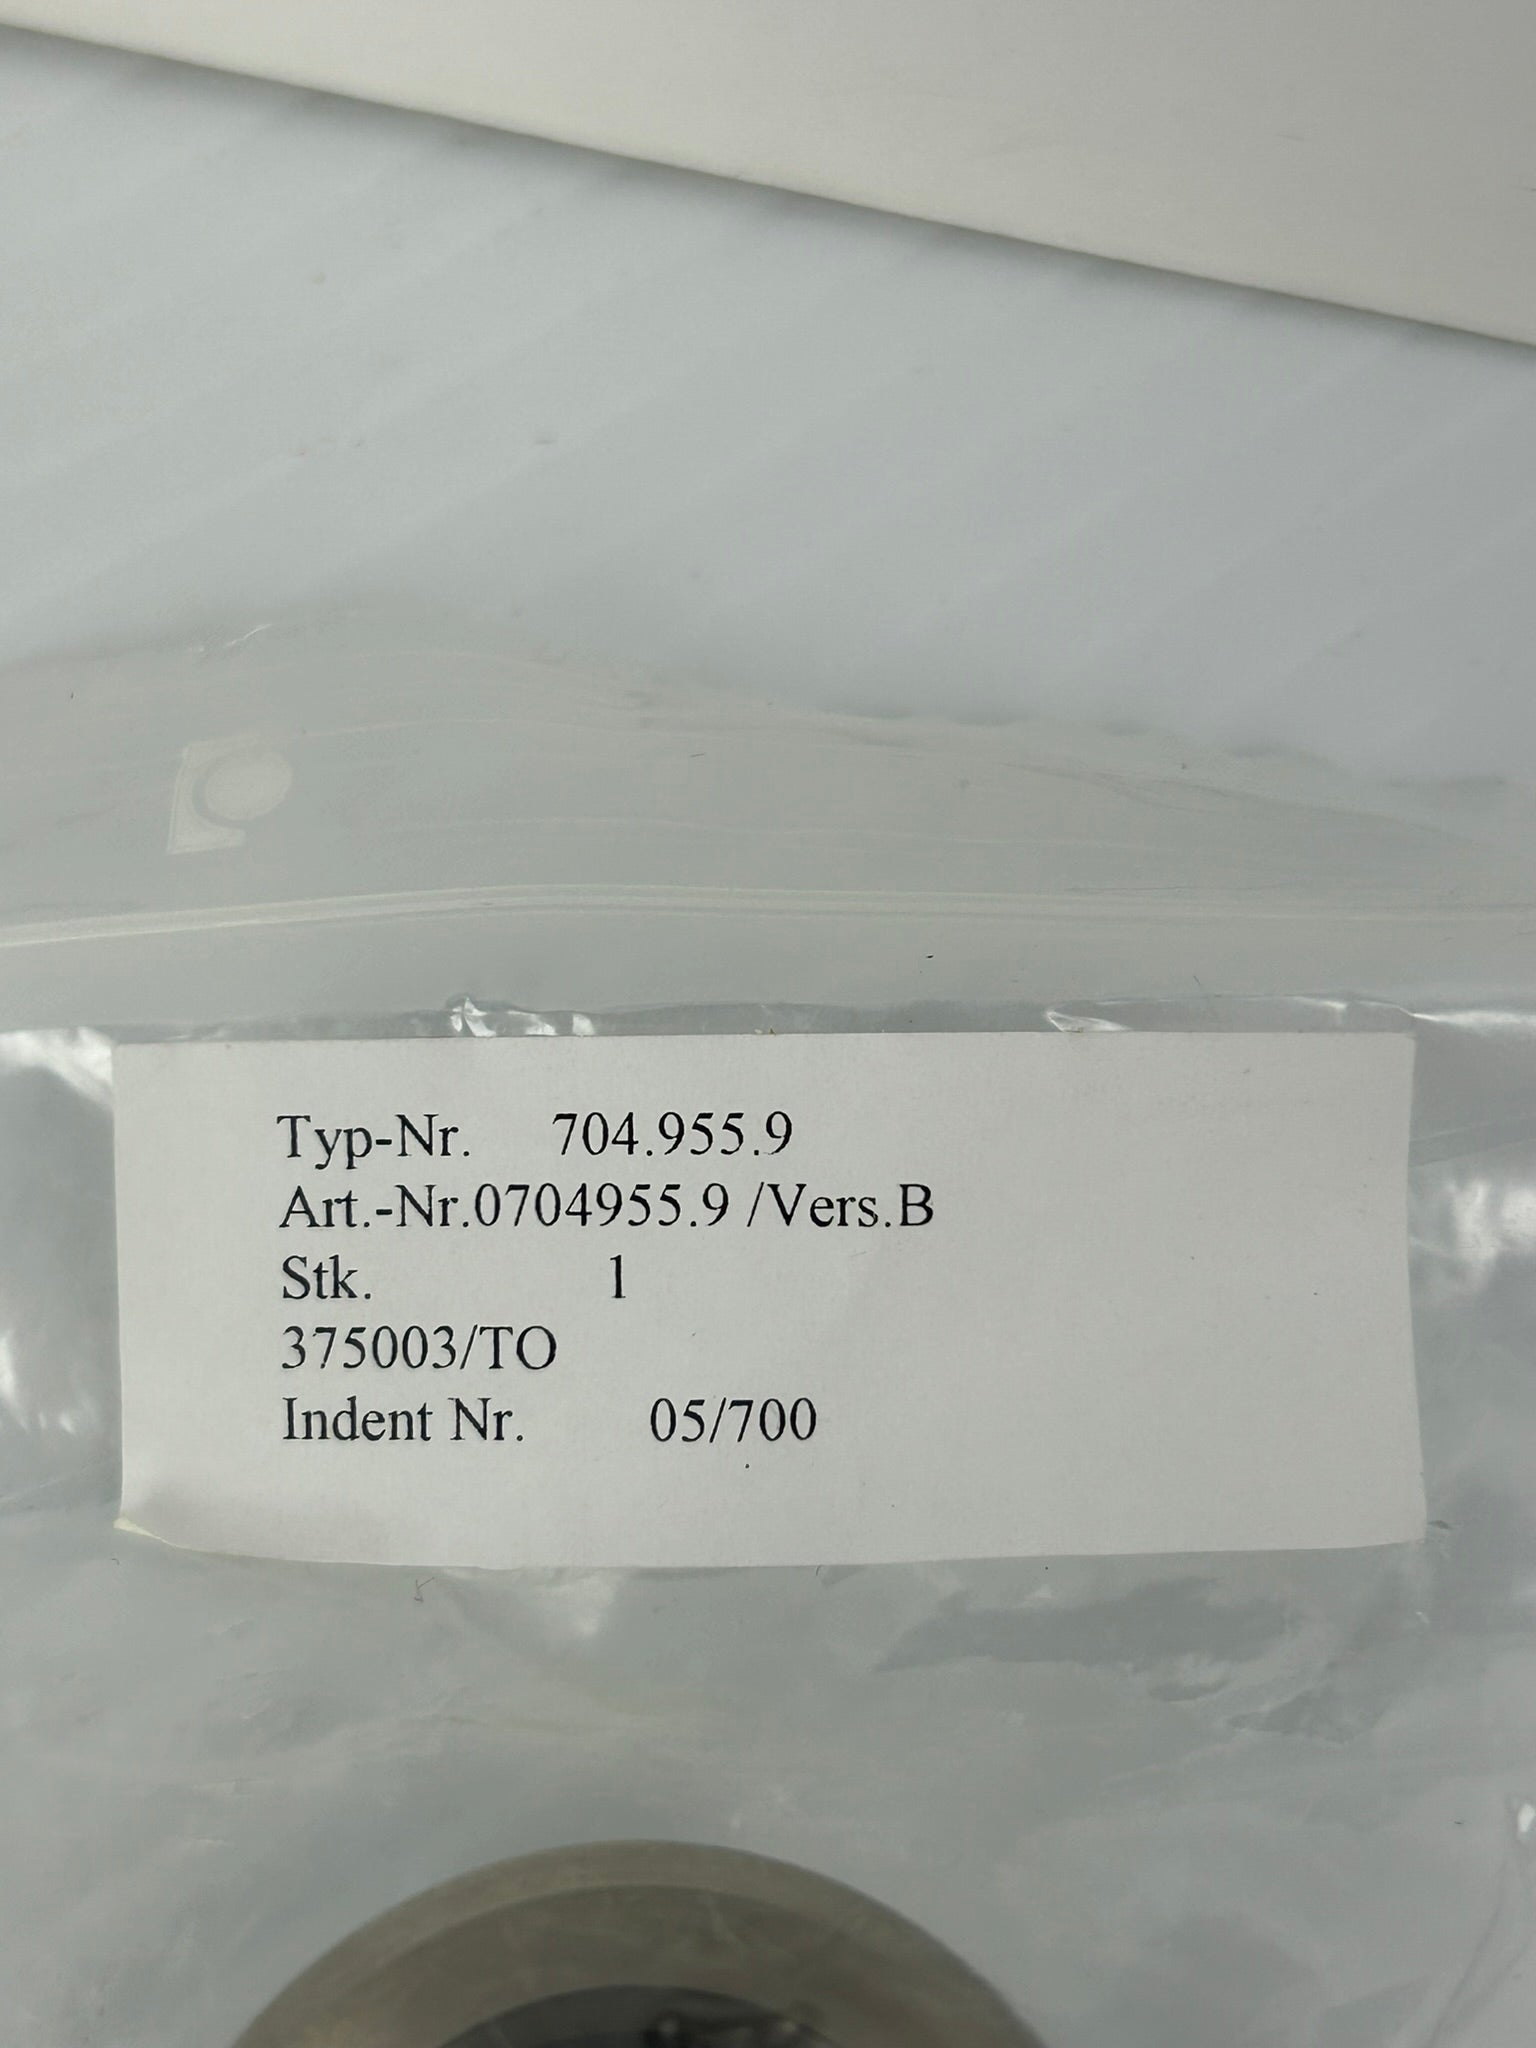 Typ-Nr. 704.955.9
Art.-Nr.0704955.9 /Vers.B
Stk. 1
375003/TO
Indent Nr. 05/700